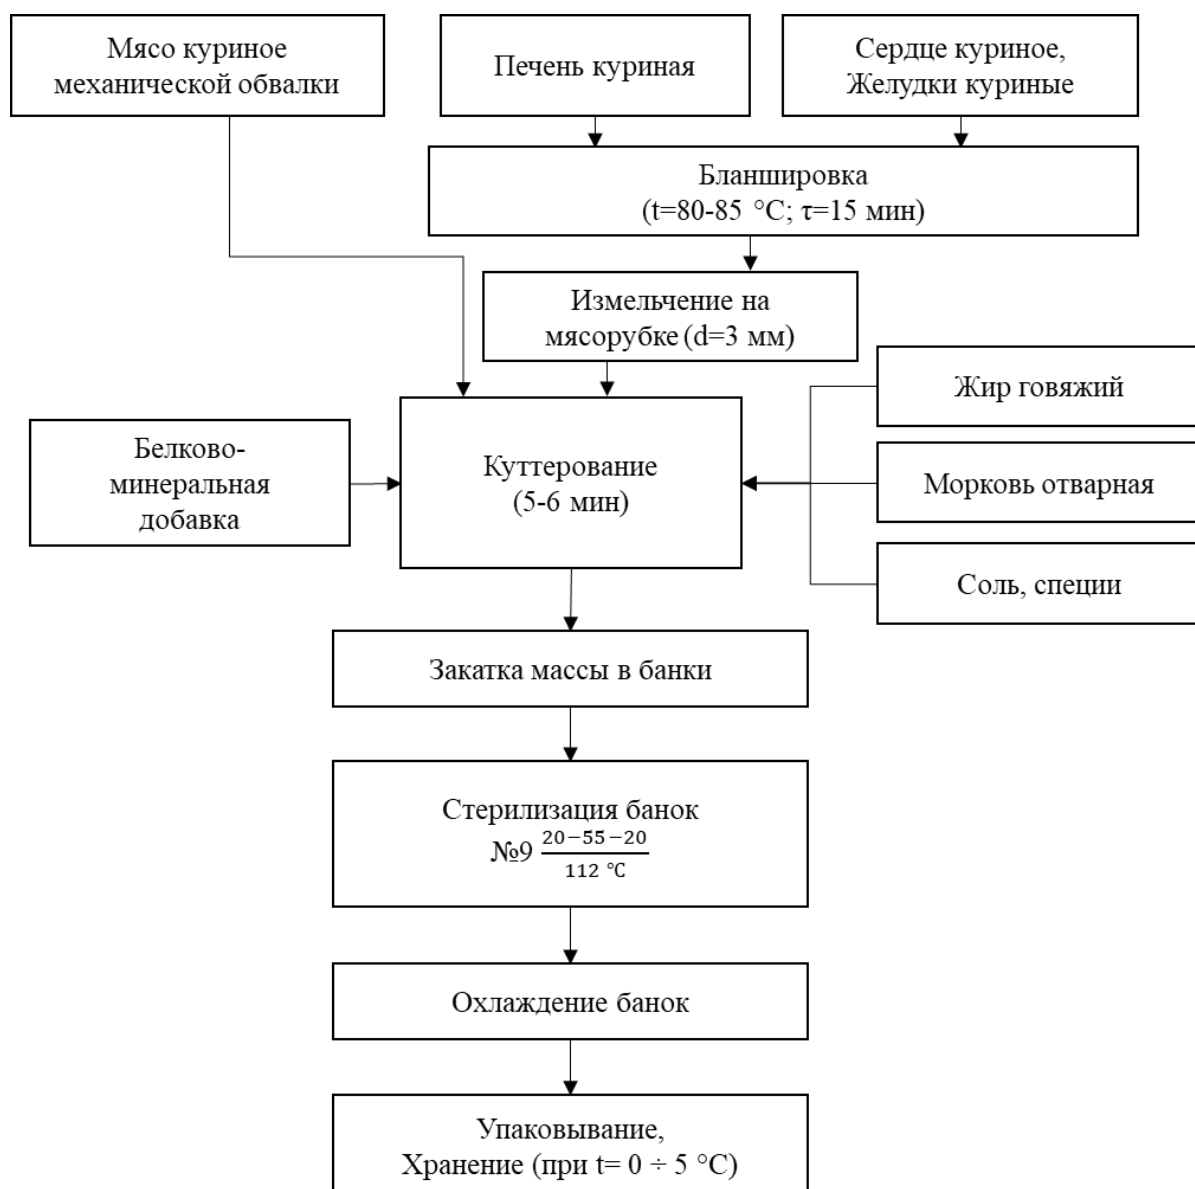 Мясо куриное
механической обвалки
Печень куриная
Сердце куриное,
Желудки куриные
Бланшировка
(t=80-85 °C; τ=15 мин)
Измельчение на
мясорубке (d=3 мм)
Жир говяжий
Белково-
минеральная
добавка
Куттерование
(5-6 мин)
Морковь отварная
Соль, специи
Закатка массы в банки
Стерилизация банок
№9 20−55−20
112 °C
Охлаждение банок
Упаковывание,
Хранение (при t= 0 ÷ 5 °C)